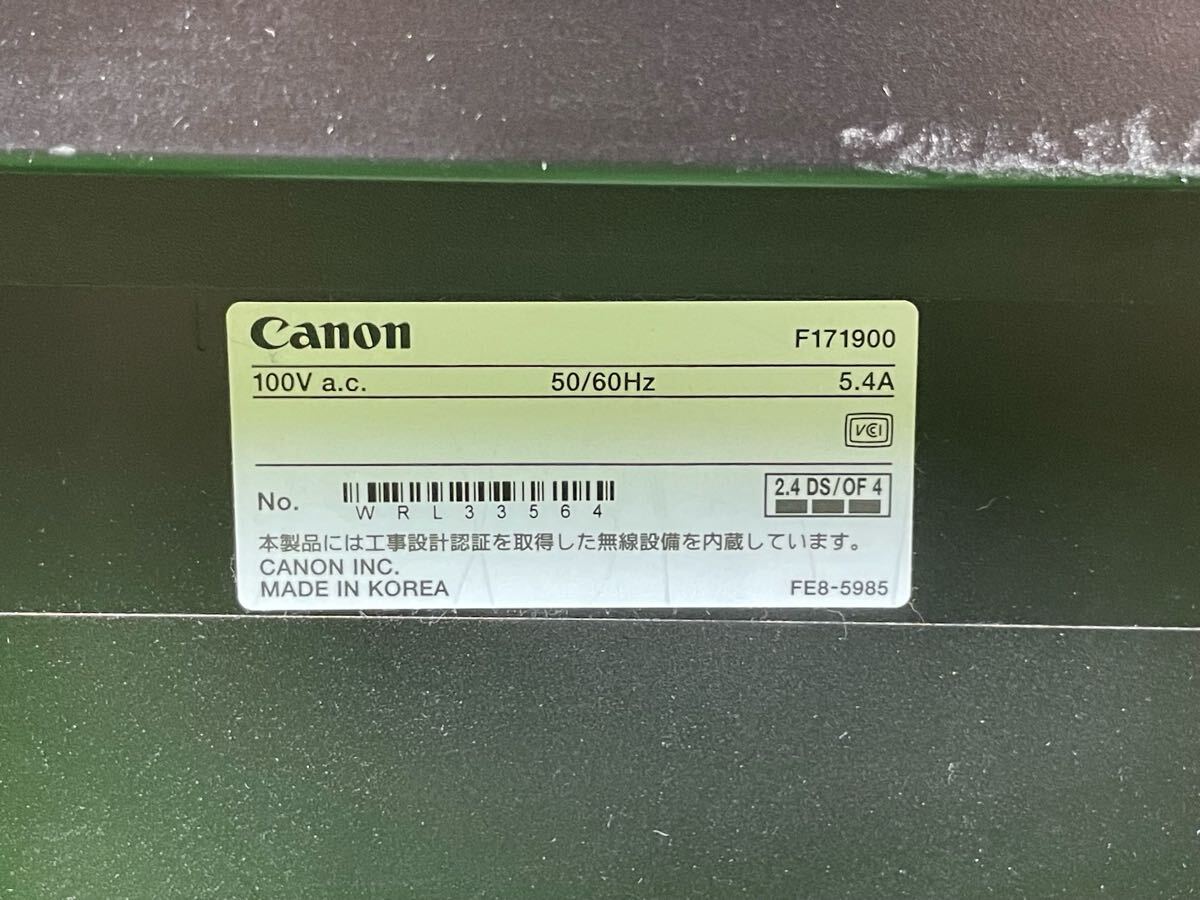 Canon F171900
100V a.c. 50/60Hz 5.4A
VCI
No. WRL33564 2.4 DS/OF 4
本製品には工事設計認証を取得した無線設備を内蔵しています。
CANON INC.
MADE IN KOREA FE8-5985